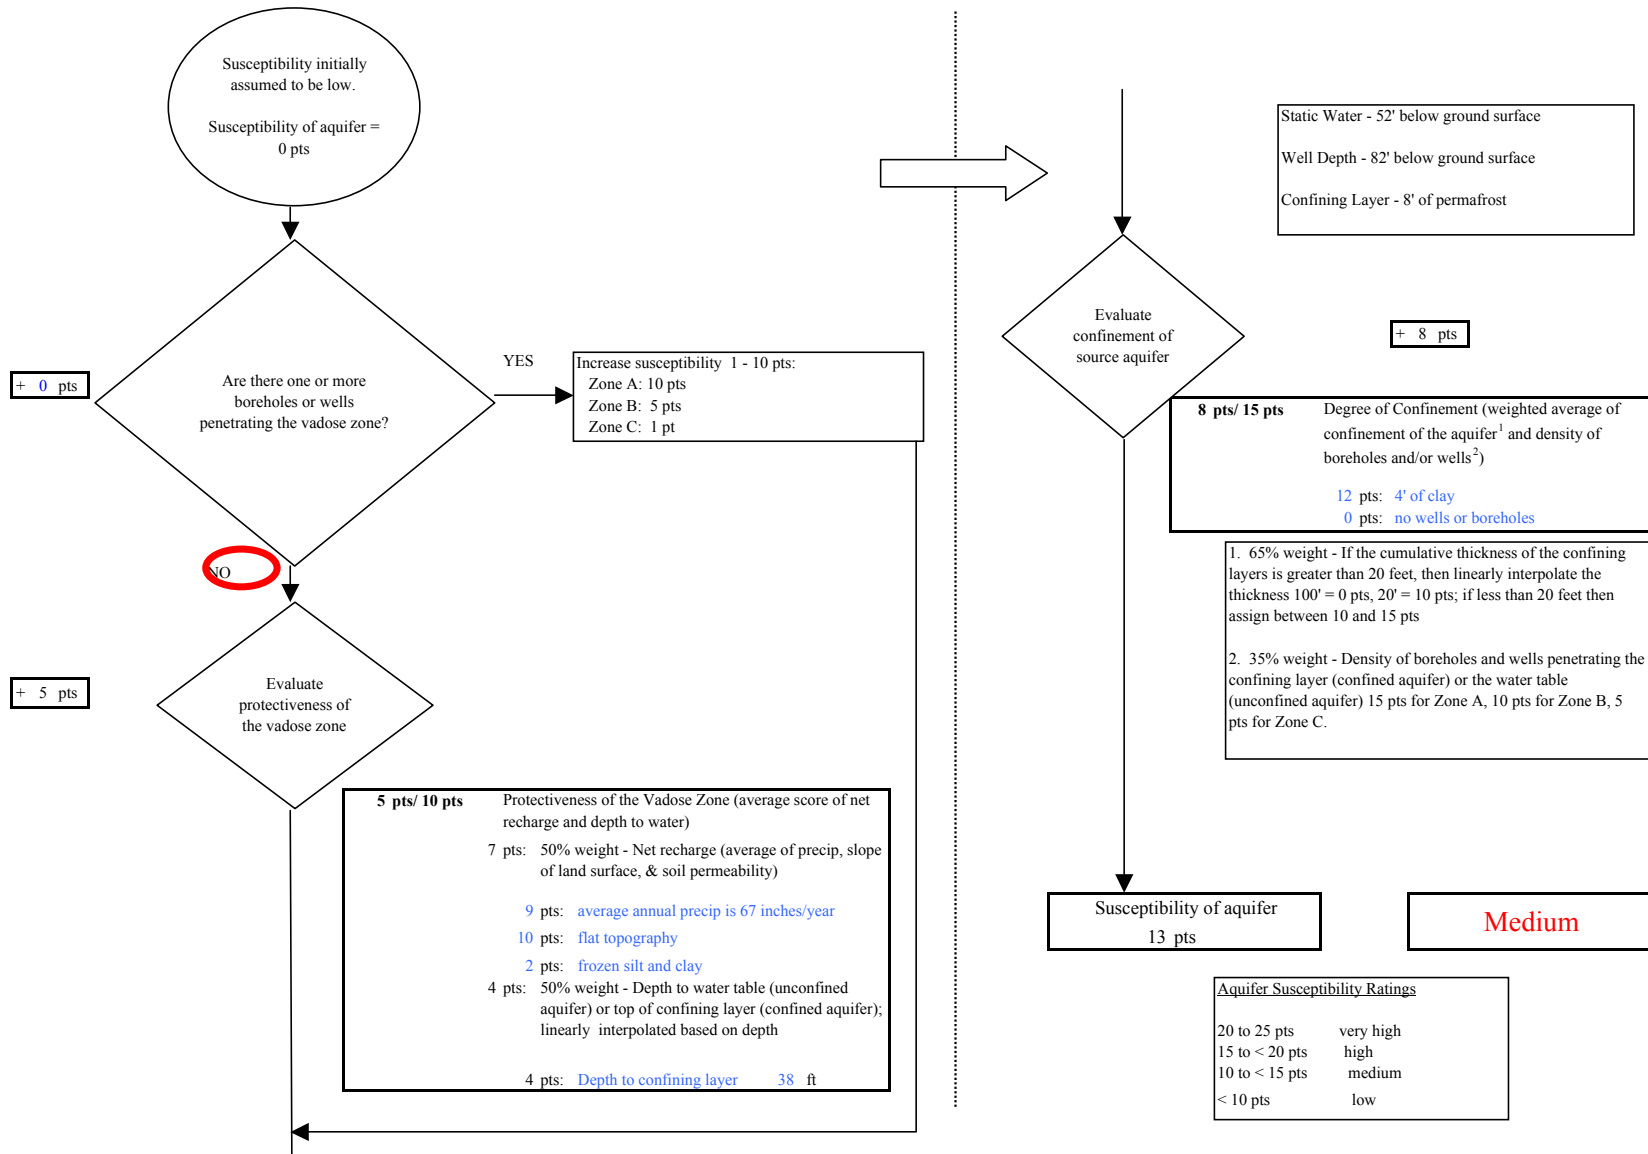 Susceptibility initially
assumed to be low.
Susceptibility of aquifer =
0 pts
+ 0 pts
Are there one or more
boreholes or wells
penetrating the vadose zone?
YES
Increase susceptibility 1 - 10 pts:
Zone A: 10 pts
Zone B: 5 pts
Zone C: 1 pt
NO
+ 5 pts
Evaluate
protectiveness of
the vadose zone
5 pts/ 10 pts Protectiveness of the Vadose Zone (average score of net
recharge and depth to water)
7 pts: 50% weight - Net recharge (average of precip, slope
of land surface, & soil permeability)
9 pts: average annual precip is 67 inches/year
10 pts: flat topography
2 pts: frozen silt and clay
4 pts: 50% weight - Depth to water table (unconfined
aquifer) or top of confining layer (confined aquifer);
linearly interpolated based on depth
4 pts: Depth to confining layer 38 ft
Static Water - 52' below ground surface
Well Depth - 82' below ground surface
Confining Layer - 8' of permafrost
Evaluate
confinement of
source aquifer
+ 8 pts
8 pts/ 15 pts Degree of Confinement (weighted average of
confinement of the aquifer1 and density of
boreholes and/or wells2)
12 pts: 4' of clay
0 pts: no wells or boreholes
1. 65% weight - If the cumulative thickness of the confining
layers is greater than 20 feet, then linearly interpolate the
thickness 100' = 0 pts, 20' = 10 pts; if less than 20 feet then
assign between 10 and 15 pts
2. 35% weight - Density of boreholes and wells penetrating the
confining layer (confined aquifer) or the water table
(unconfined aquifer) 15 pts for Zone A, 10 pts for Zone B, 5
pts for Zone C.
Susceptibility of aquifer
13 pts
Medium
Aquifer Susceptibility Ratings
20 to 25 pts very high
15 to < 20 pts high
10 to < 15 pts medium
< 10 pts low